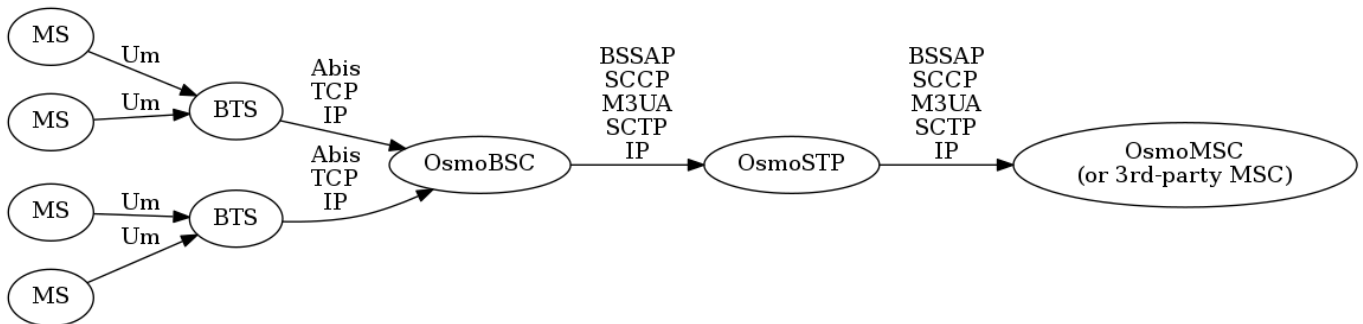 MS
Um
MS
Um
BTS
Abis
TCP
IP
MS
Um
MS
Um
BTS
Abis
TCP
IP
OsmoBSC
BSSAP
SCCP
M3UA
SCTP
IP
OsmoSTP
BSSAP
SCCP
M3UA
SCTP
IP
OsmoMSC
(or 3rd-party MSC)